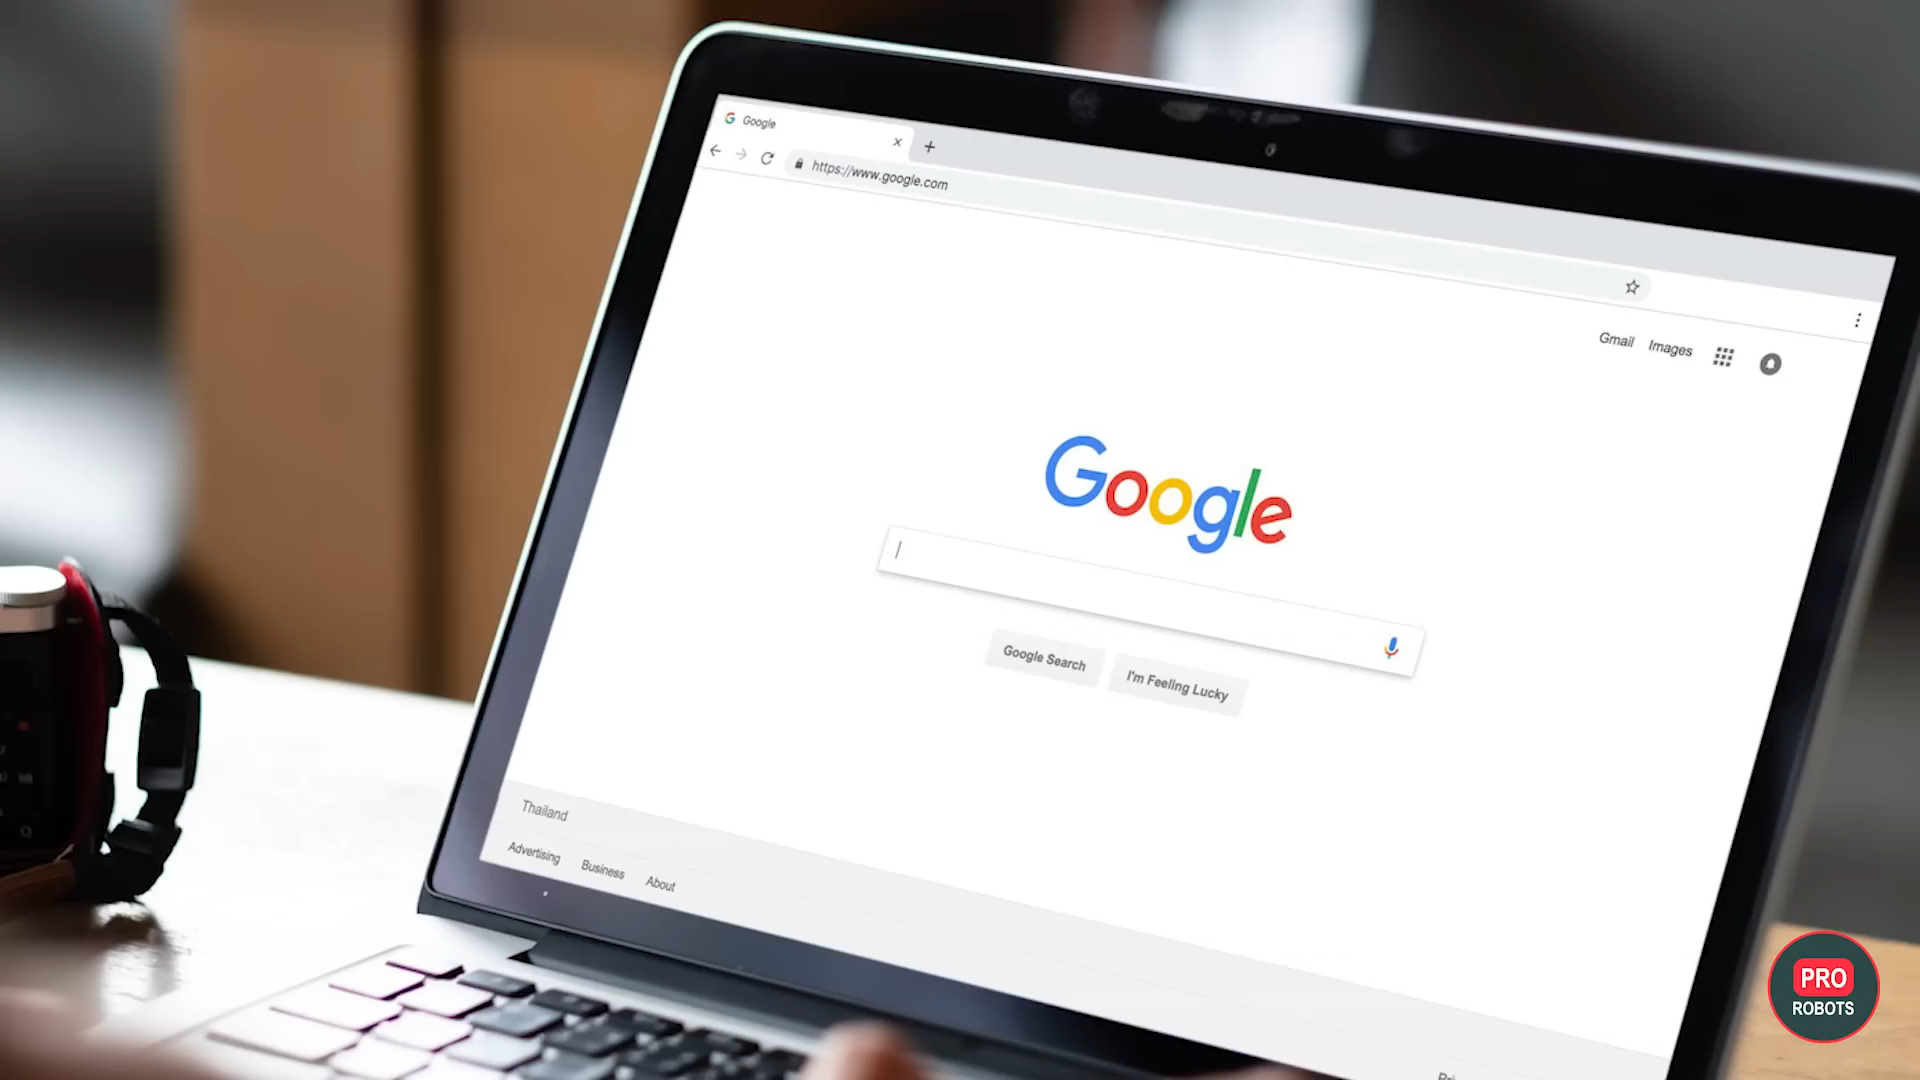 Google
https://www.google.com
Gmail Images
Google
Google Search I'm Feeling Lucky
Thailand
Advertising Business About
PRO
ROBOTS